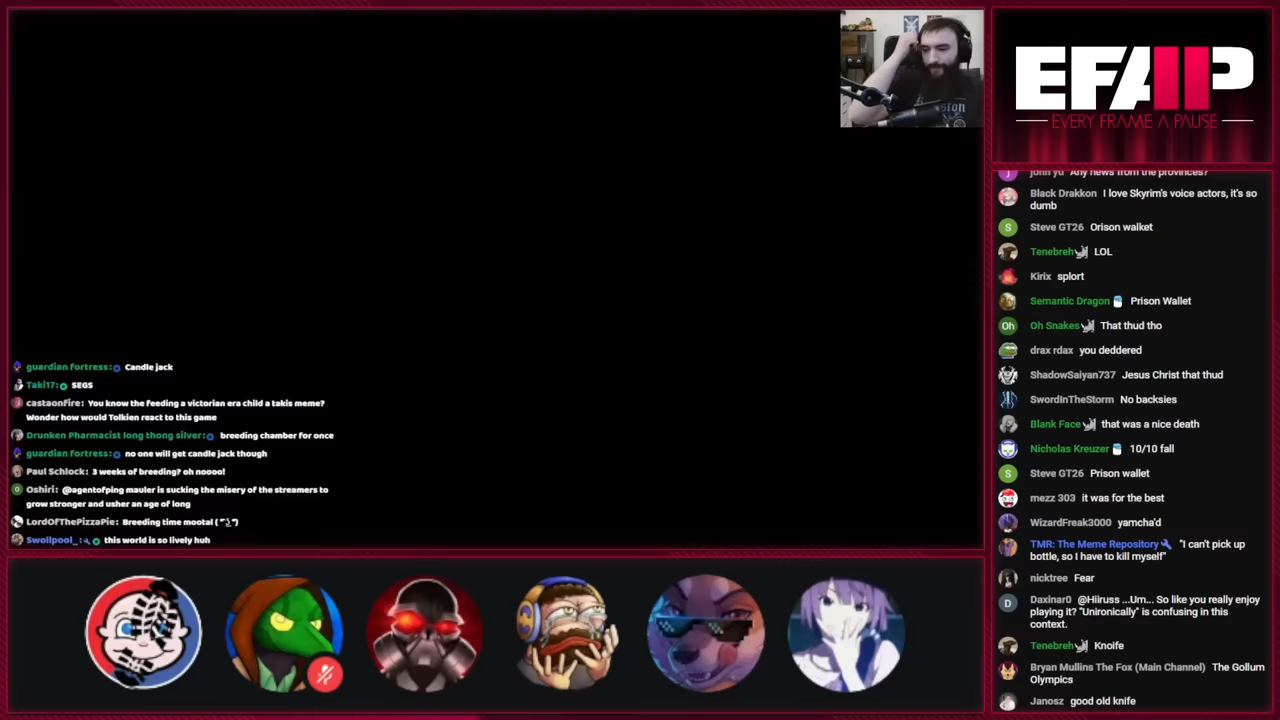 guardian fortress: Candle jack
Taki17: SEGS
castaonfire: You know the feeding a victorian era child a takis meme?
Wonder how would Tolkien react to this game
Drunken Pharmacist long thong silver: breeding chamber for once
guardian fortress: no one will get candle jack though
Paul Schlock: 3 weeks of breeding? oh noooo!
Oshiri: @agentofping mauler is sucking the misery of the streamers to
grow stronger and usher an age of long
LordOfThePizzaPie: Breeding time mootal ( ͡° ͜ʖ ͡°)
Swollpool_: this world is so lively huh
EFAP
EVERY FRAME A PAUSE
john yu Any news from the provinces?
Black Drakkon I love Skyrim's voice actors, it's so
dumb
S Steve GT26 Orison walket
Tenebreh LOL
Kirix splort
Semantic Dragon Prison Wallet
Oh Oh Snakes That thud tho
drax rdax you deddered
ShadowSaiyan737 Jesus Christ that thud
SwordInTheStorm No backsies
Blank Face that was a nice death
Nicholas Kreuzer 10/10 fall
S Steve GT26 Prison wallet
mezz 303 it was for the best
WizardFreak3000 yamcha'd
TMR: The Meme Repository "I can't pick up
bottle, so I have to kill myself"
nicktree Fear
D Daxinar0 @Hiiruss ...Um... So like you really enjoy
playing it? "Unironically" is confusing in this
context.
Tenebreh Knoife
Bryan Mullins The Fox (Main Channel) The Gollum
Olympics
Janosz good old knife